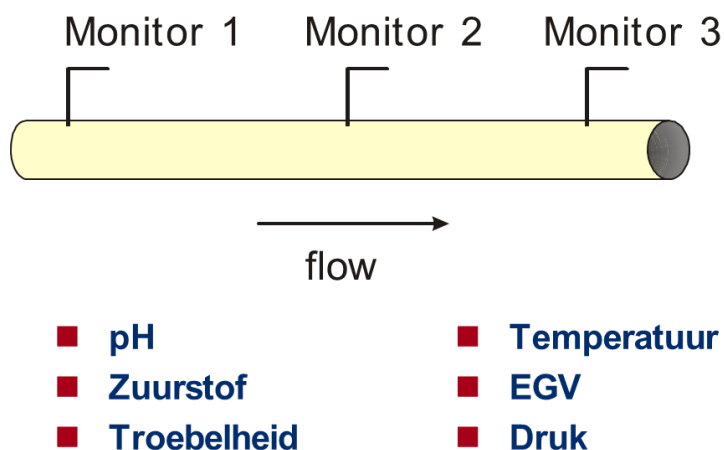 Monitor 1 Monitor 2 Monitor 3
flow
pH
Zuurstof
Troebelheid
Temperatuur
EGV
Druk